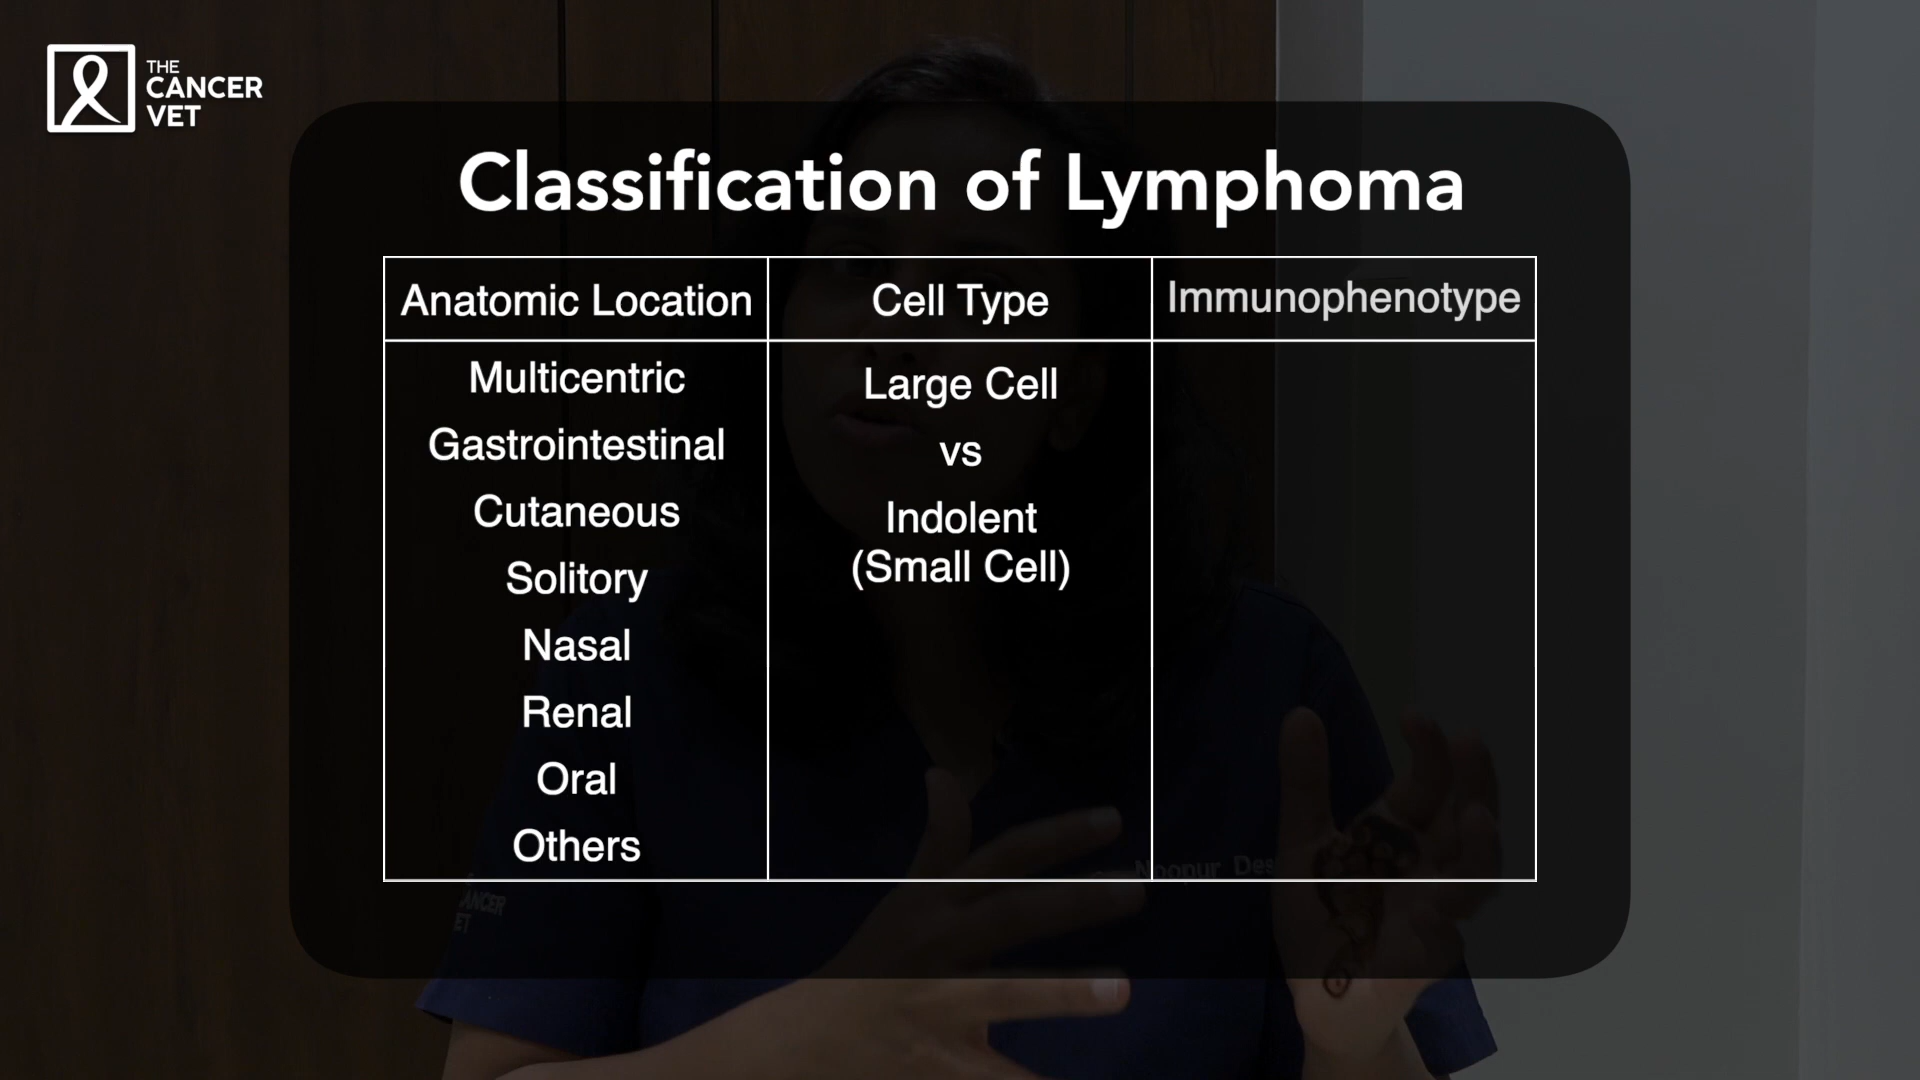 THE
CANCER
VET
Classification of Lymphoma
Anatomic Location
Cell Type
Immunophenotype
Multicentric
Gastrointestinal
Cutaneous
Solitory
Nasal
Renal
Oral
Others
Large Cell
vs
Indolent
(Small Cell)
Noopur